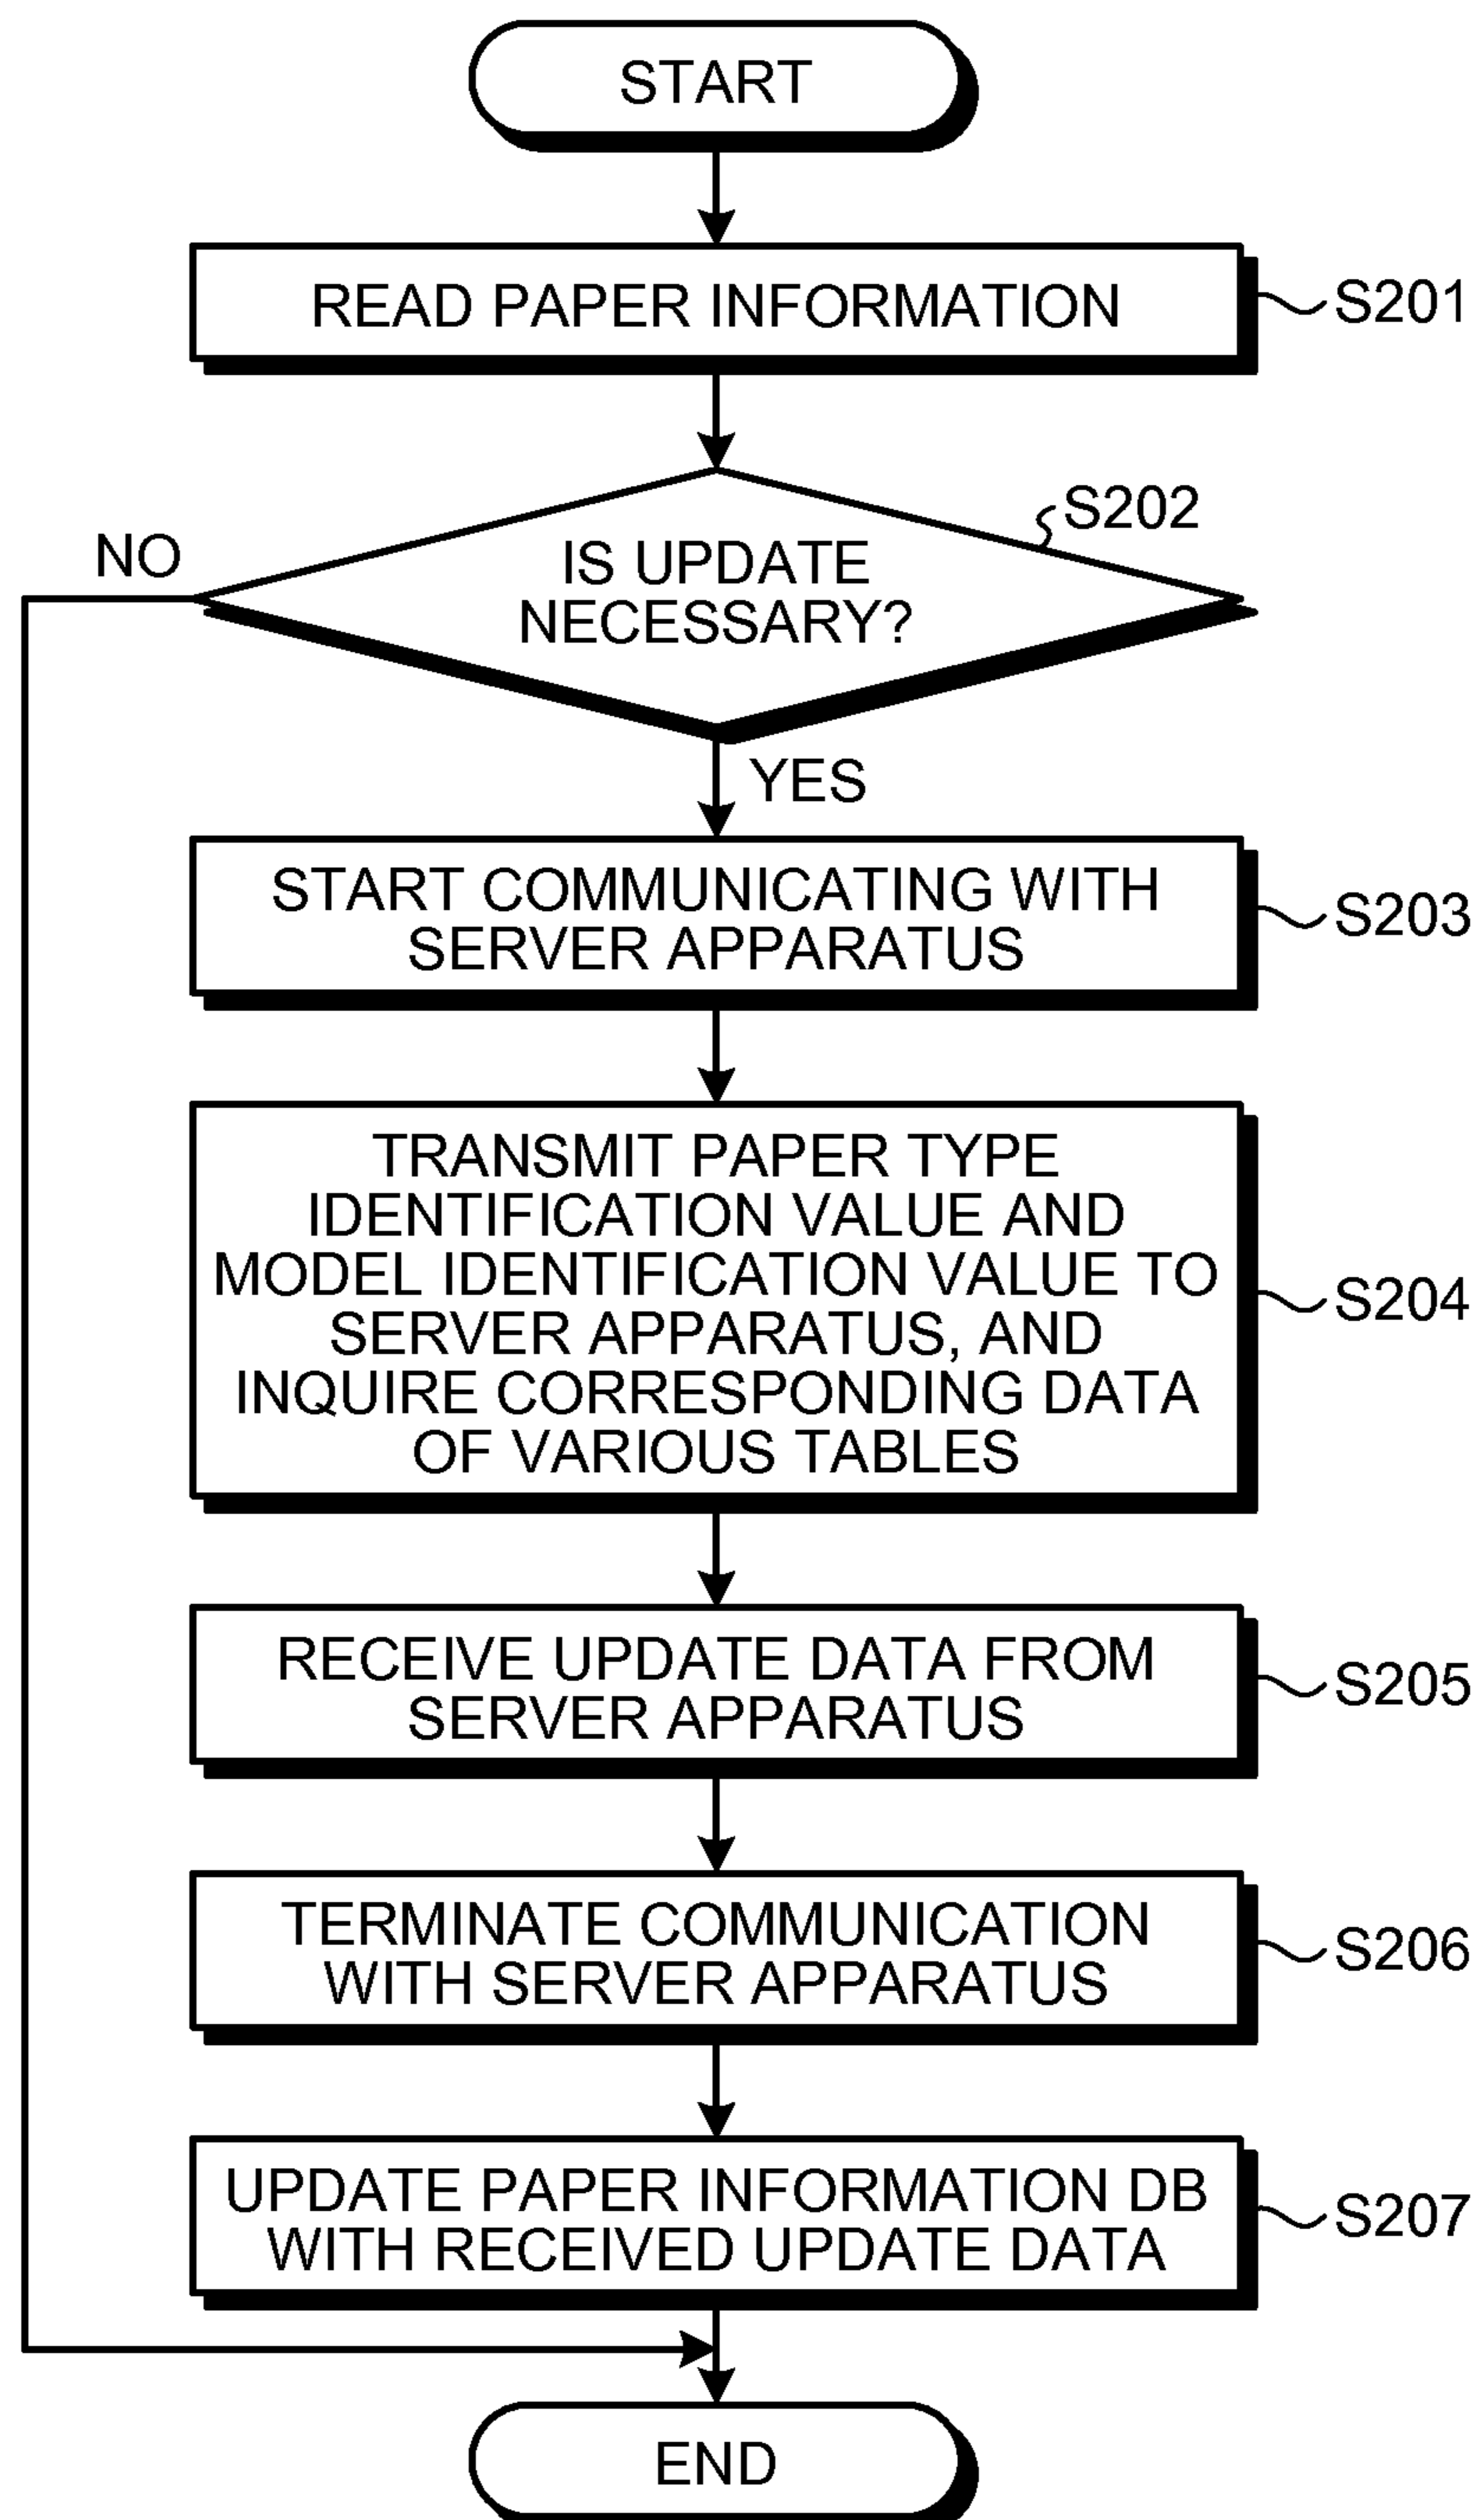 START
READ PAPER INFORMATION
S201
S202
NO
IS UPDATE
NECESSARY?
YES
START COMMUNICATING WITH
SERVER APPARATUS
S203
TRANSMIT PAPER TYPE
IDENTIFICATION VALUE AND
MODEL IDENTIFICATION VALUE TO
SERVER APPARATUS, AND
INQUIRE CORRESPONDING DATA
OF VARIOUS TABLES
S204
RECEIVE UPDATE DATA FROM
SERVER APPARATUS
S205
TERMINATE COMMUNICATION
WITH SERVER APPARATUS
S206
UPDATE PAPER INFORMATION DB
WITH RECEIVED UPDATE DATA
S207
END